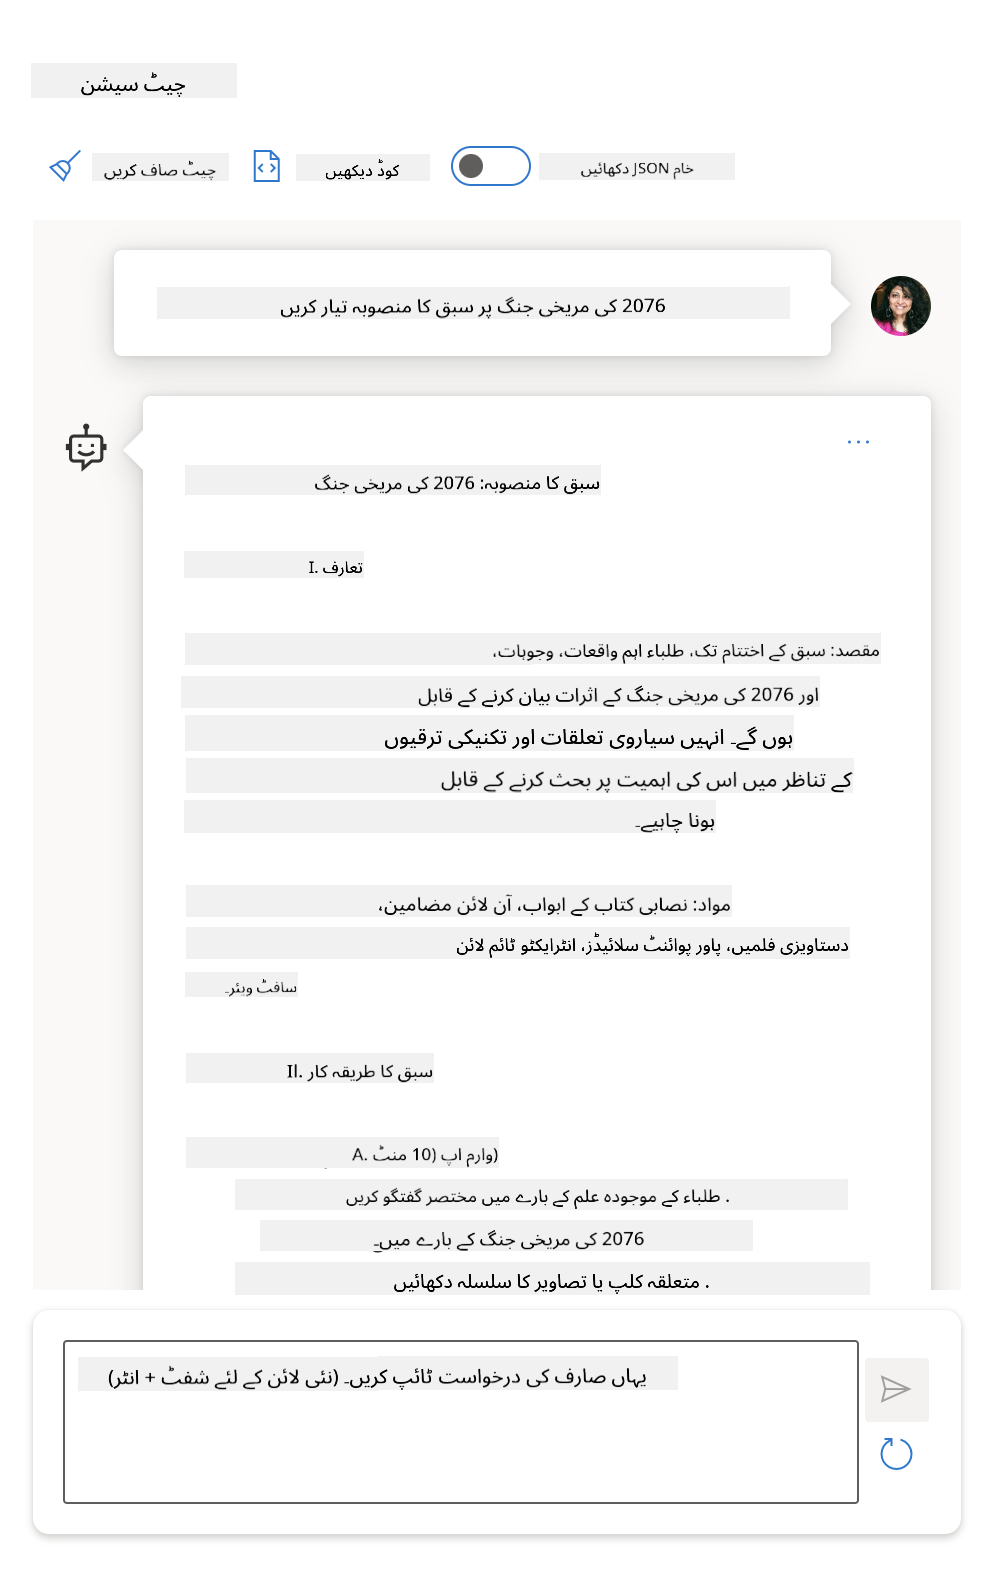 چیٹ سیشن
چیٹ صاف کریں
کوڈ دیکھیں
خام JSON دکھائیں
2076 کی مریخی جنگ پر سبق کا منصوبہ تیار کریں
سبق کا منصوبہ: 2076 کی مریخی جنگ
I. تعارف
مقصد: سبق کے اختتام تک، طلباء اہم واقعات، وجوہات،
اور 2076 کی مریخی جنگ کے اثرات بیان کرنے کے قابل
ہوں گے۔ انہیں سیاروی تعلقات اور تکنیکی ترقیوں
کے تناظر میں اس کی اہمیت پر بحث کرنے کے قابل
ہونا چاہیے۔
مواد: نصابی کتاب کے ابواب، آن لائن مضامین،
دستاویزی فلمیں، پاور پوائنٹ سلائیڈز، انٹرایکٹو ٹائم لائن
سافٹ ویئر۔
II. سبق کا طریقہ کار
A. وارم اپ (10 منٹ)
. طلباء کے موجودہ علم کے بارے میں مختصر گفتگو کریں
2076 کی مریخی جنگ کے بارے میں۔
. متعلقہ کلپ یا تصاویر کا سلسلہ دکھائیں
یہاں صارف کی درخواست ٹائپ کریں۔ (نئی لائن کے لئے شفٹ + انٹر)